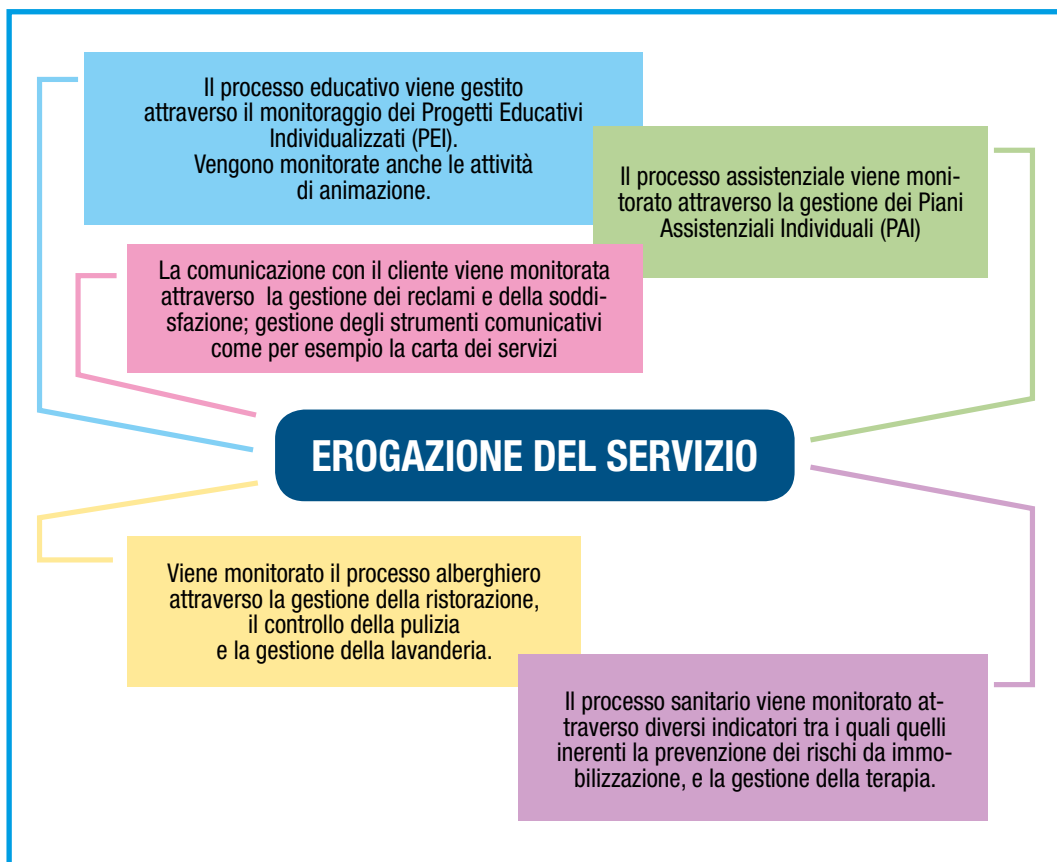 Il processo educativo viene gestito
attraverso il monitoraggio dei Progetti Educativi
Individualizzati (PEI).
Vengono monitorate anche le attività
di animazione.
Il processo assistenziale viene moni-
torato attraverso la gestione dei Piani
Assistenziali Individuali (PAI)
La comunicazione con il cliente viene monitorata
attraverso la gestione dei reclami e della soddi-
sfazione; gestione degli strumenti comunicativi
come per esempio la carta dei servizi
EROGAZIONE DEL SERVIZIO
Viene monitorato il processo alberghiero
attraverso la gestione della ristorazione,
il controllo della pulizia
e la gestione della lavanderia.
Il processo sanitario viene monitorato at-
traverso diversi indicatori tra i quali quelli
inerenti la prevenzione dei rischi da immo-
bilizzazione, e la gestione della terapia.